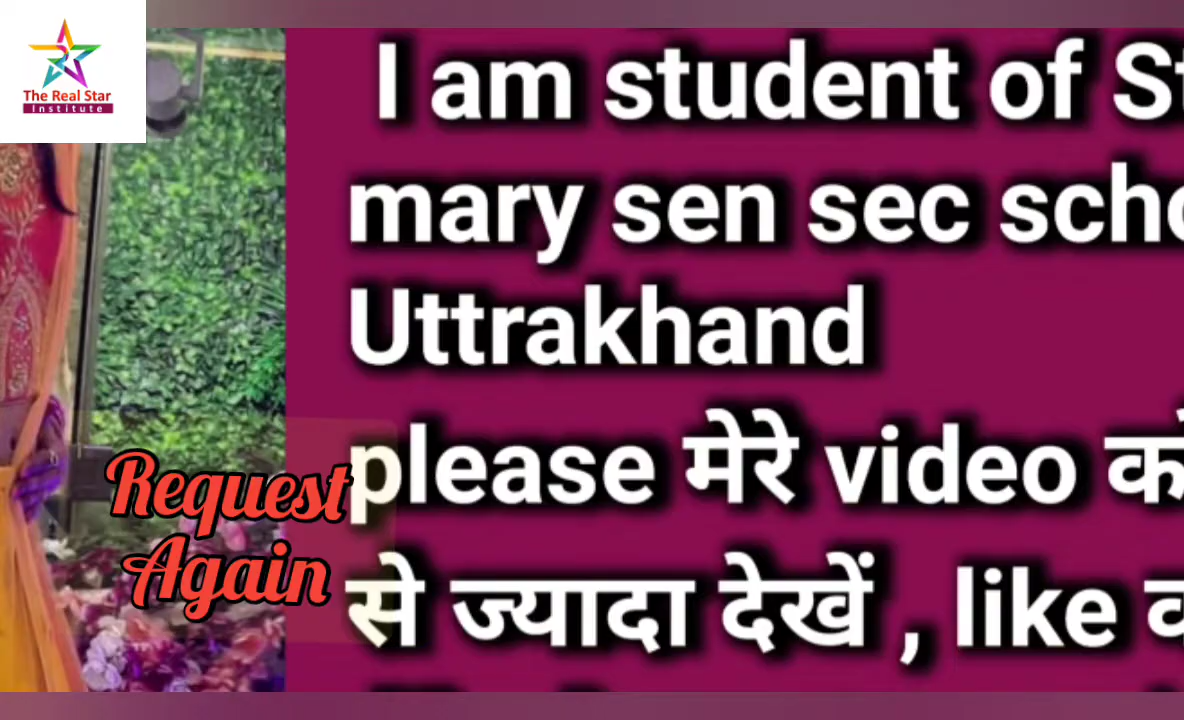 The Real Star
Institute
I am student of St
mary sen sec scho
Uttrakhand
please मेरे video को
से ज्यादा देखें , like
Request
Again